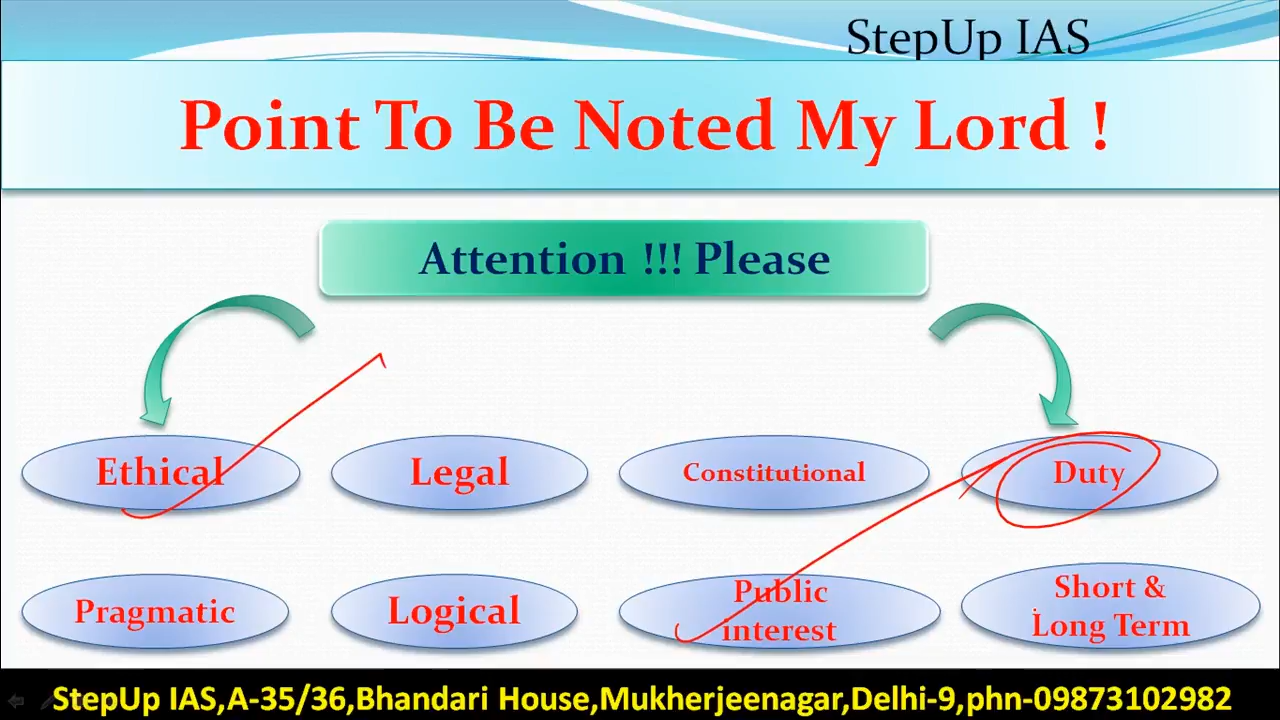 StepUp IAS
Point To Be Noted My Lord !
Attention !!! Please
Ethical
Legal
Constitutional
Duty
Pragmatic
Logical
Public
interest
Short &
Long Term
StepUp IAS,A-35/36,Bhandari House,Mukherjeenagar,Delhi-9,phn-09873102982